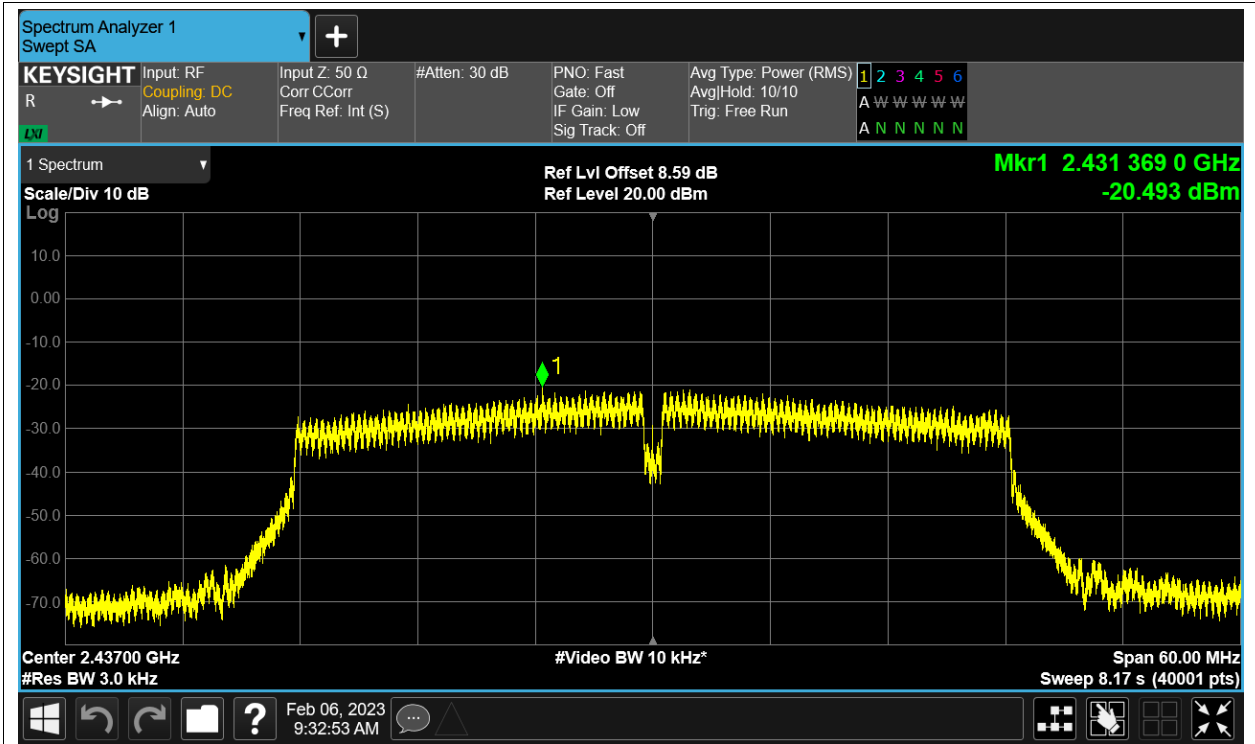 Spectrum Analyzer 1
Swept SA
KEYSIGHT
R
LXI
Input: RF
Coupling: DC
Align: Auto
Input Z: 50 Ω
Corr CCorr
Freq Ref: Int (S)
#Atten: 30 dB
PNO: Fast
Gate: Off
IF Gain: Low
Sig Track: Off
Avg Type: Power (RMS)
Avg|Hold: 10/10
Trig: Free Run
1 2 3 4 5 6
A W W W W W
A N N N N N
1 Spectrum
Scale/Div 10 dB
Log
Ref Lvl Offset 8.59 dB
Ref Level 20.00 dBm
Mkr1 2.431 369 0 GHz
-20.493 dBm
10.0
0.00
-10.0
-20.0
-30.0
-40.0
-50.0
-60.0
-70.0
1
Center 2.43700 GHz
#Video BW 10 kHz*
Span 60.00 MHz
#Res BW 3.0 kHz
Sweep 8.17 s (40001 pts)
?
Feb 06, 2023
9:32:53 AM